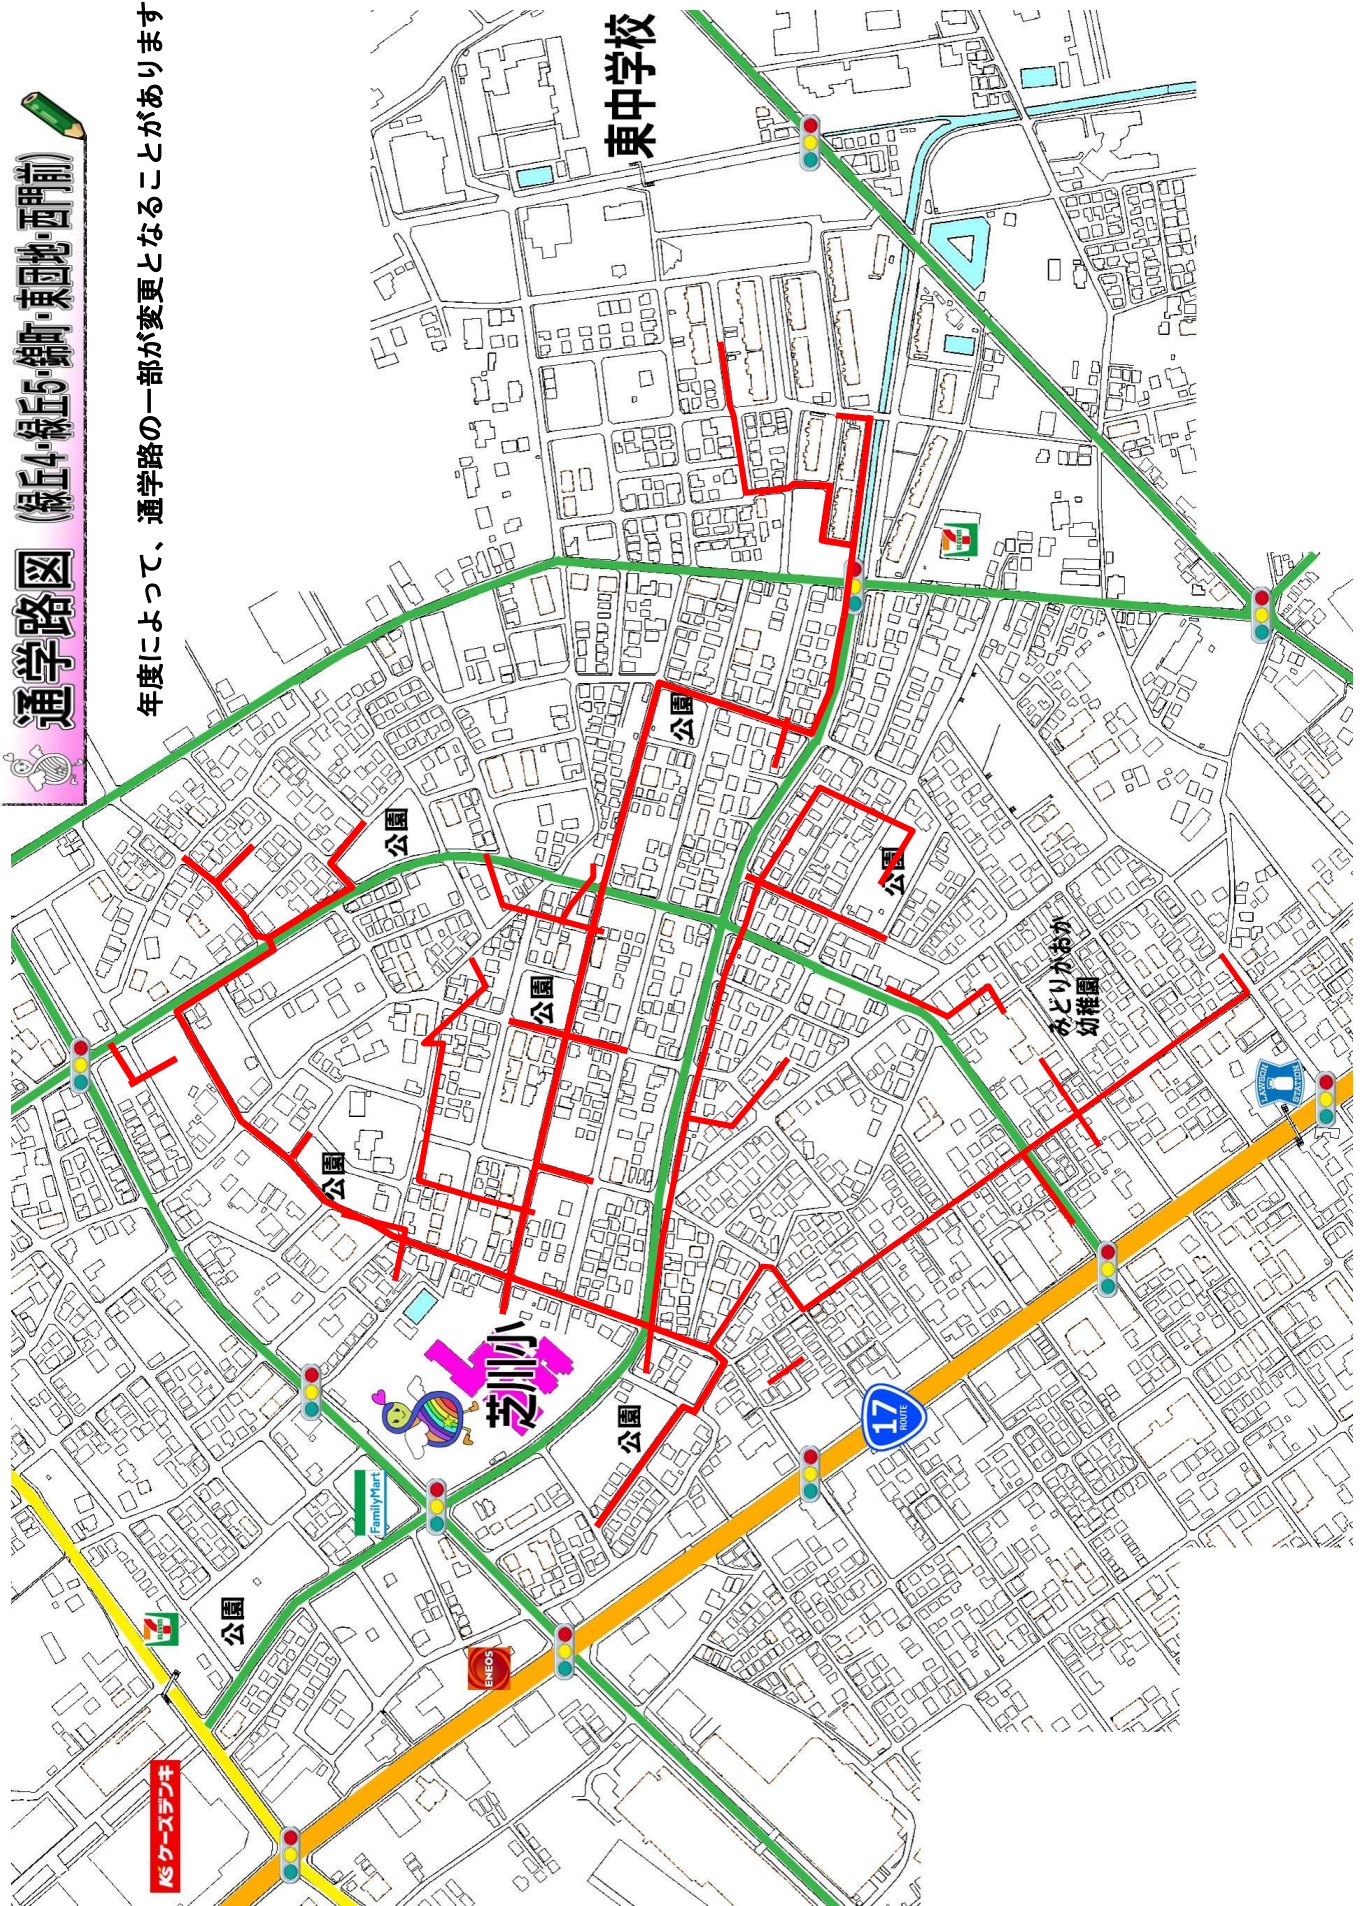 通学路図 (緑丘4・緑丘5・錦町・東団地・西門前)
年度によって、通学路の一部が変更となることがあります
東中学校
公園
公園
公園
公園
公園
みどりがおか
幼稚園
LAWSON
STATION
芝川小
公園
17
ROUTE
FamilyMart
公園
ENEOS
K's ケーズデンキ